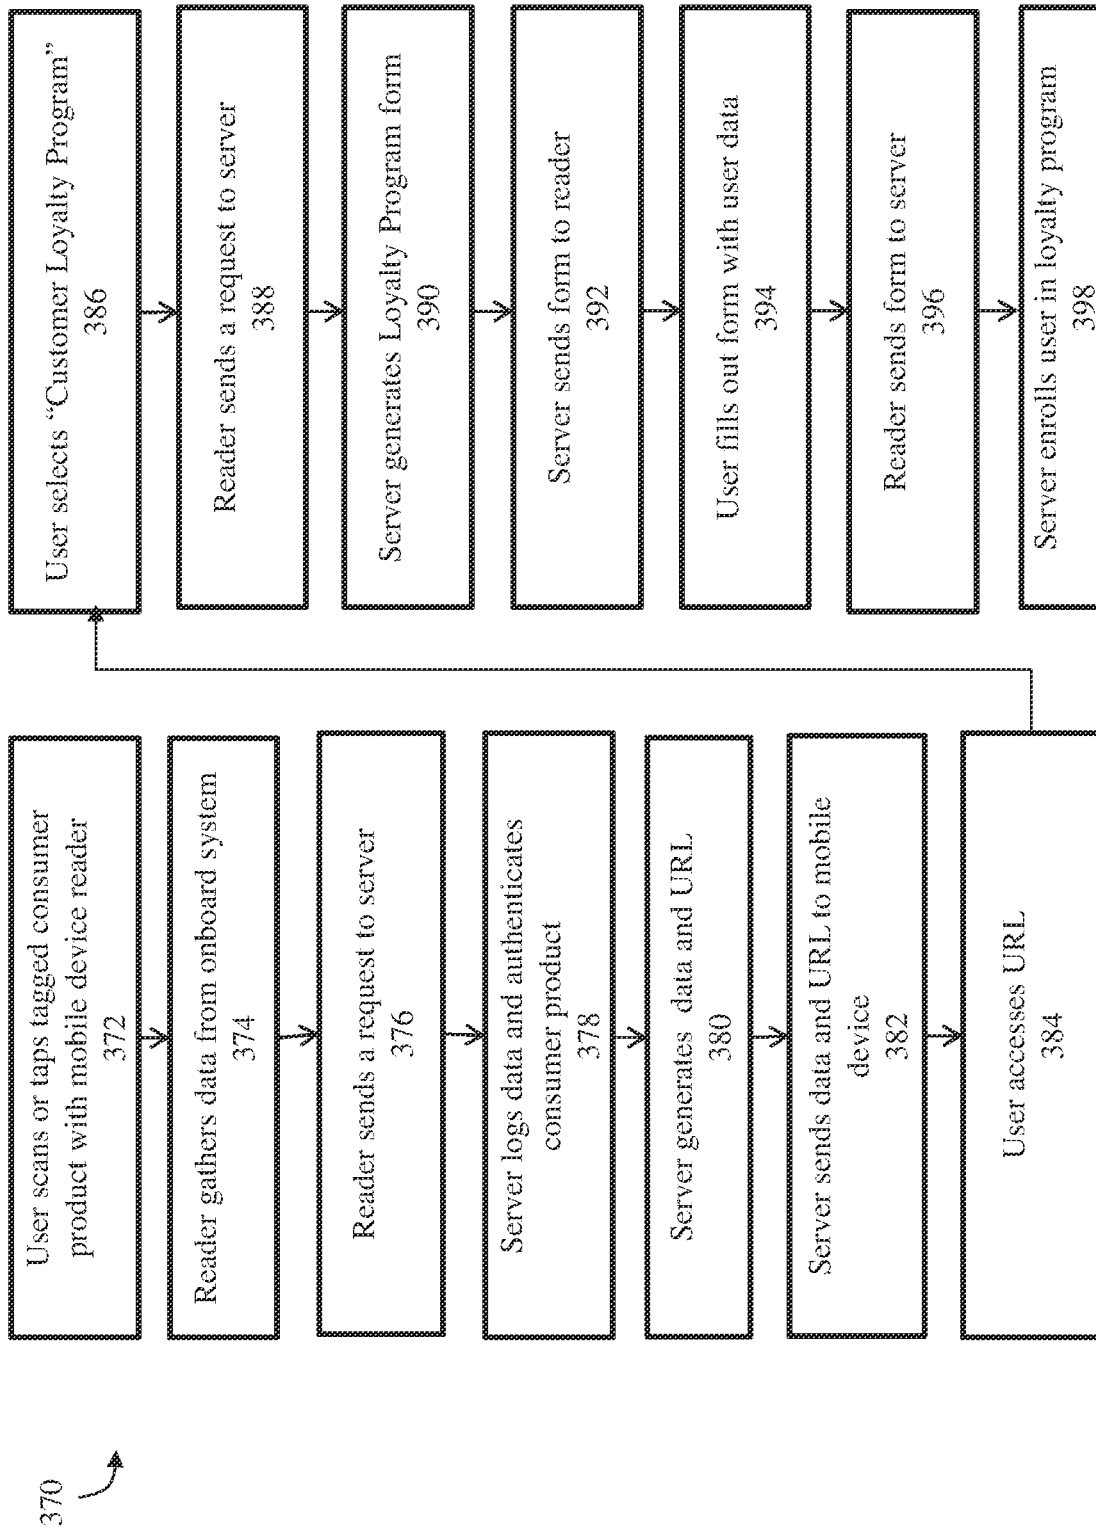 370
User scans or taps tagged consumer
product with mobile device reader
372
Reader gathers data from onboard system
374
Reader sends a request to server
376
Server logs data and authenticates
consumer product
378
Server generates data and URL
380
Server sends data and URL to mobile
device
382
User accesses URL
384
User selects “Customer Loyalty Program”
386
Reader sends a request to server
388
Server generates Loyalty Program form
390
Server sends form to reader
392
User fills out form with user data
394
Reader sends form to server
396
Server enrolls user in loyalty program
398